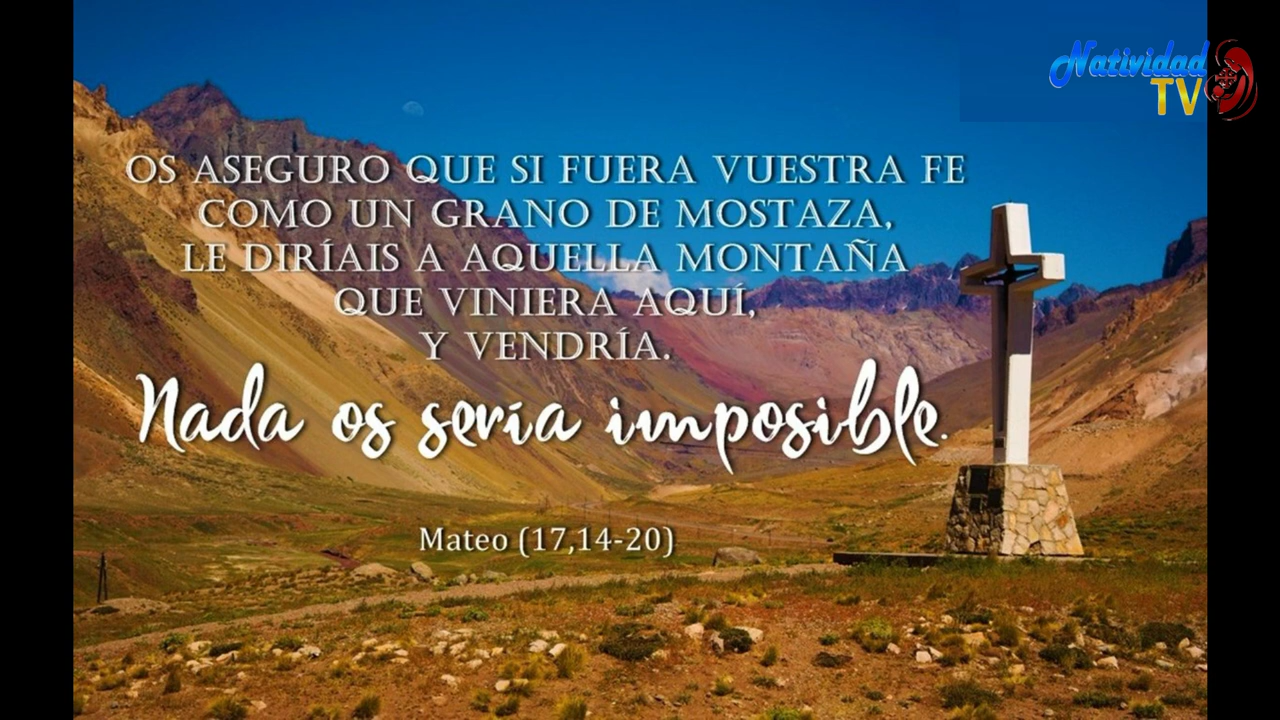 Natividad
TV
OS ASEGURO QUE SI FUERA VUESTRA FE
COMO UN GRANO DE MOSTAZA,
LE DIRÍAIS A AQUELLA MONTAÑA
QUE VINIERA AQUÍ,
Y VENDRÍA.
Nada os sería imposible.
Mateo (17,14-20)